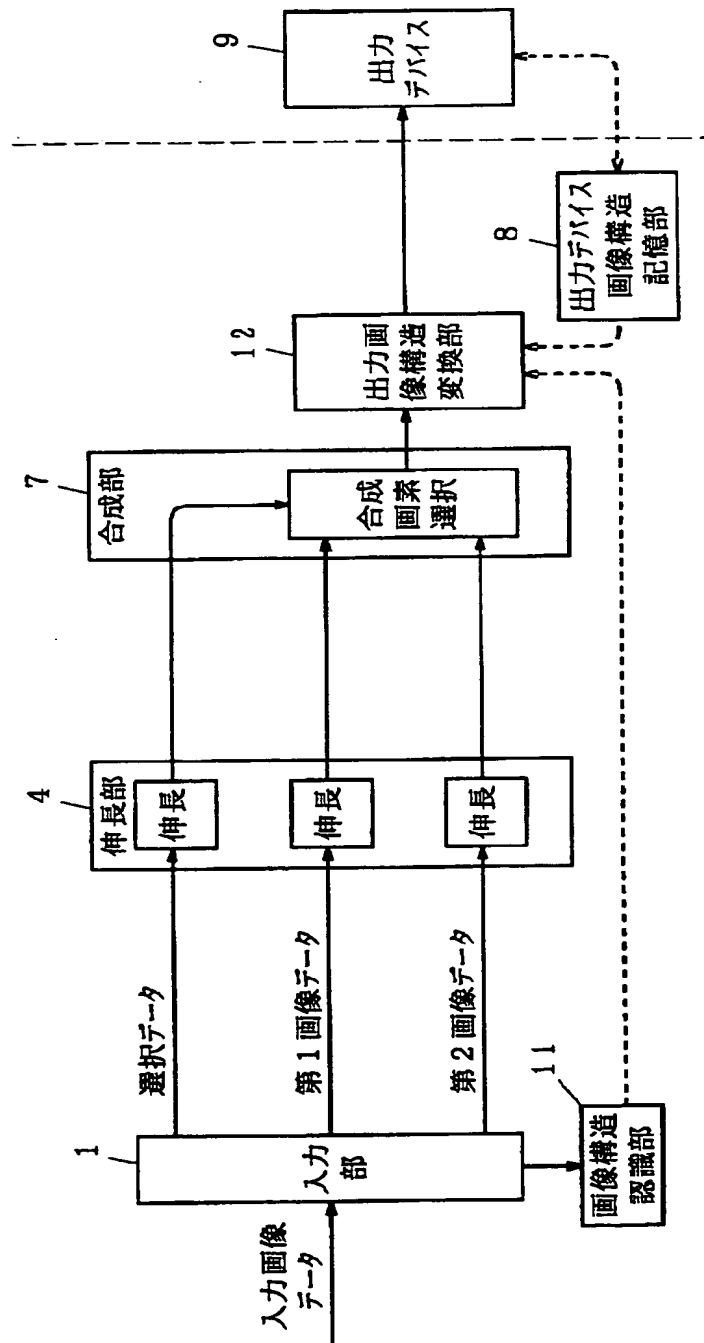 入力画像
データ
1
入力
部
選択データ
第1画像データ
第2画像データ
11
画像構造
認識部
4
伸長部
伸長
伸長
伸長
7
合成部
合成
画素
選択
12
出力画
像構造
変換部
8
出力デバイス
画像構造
記憶部
9
出力
デバイス